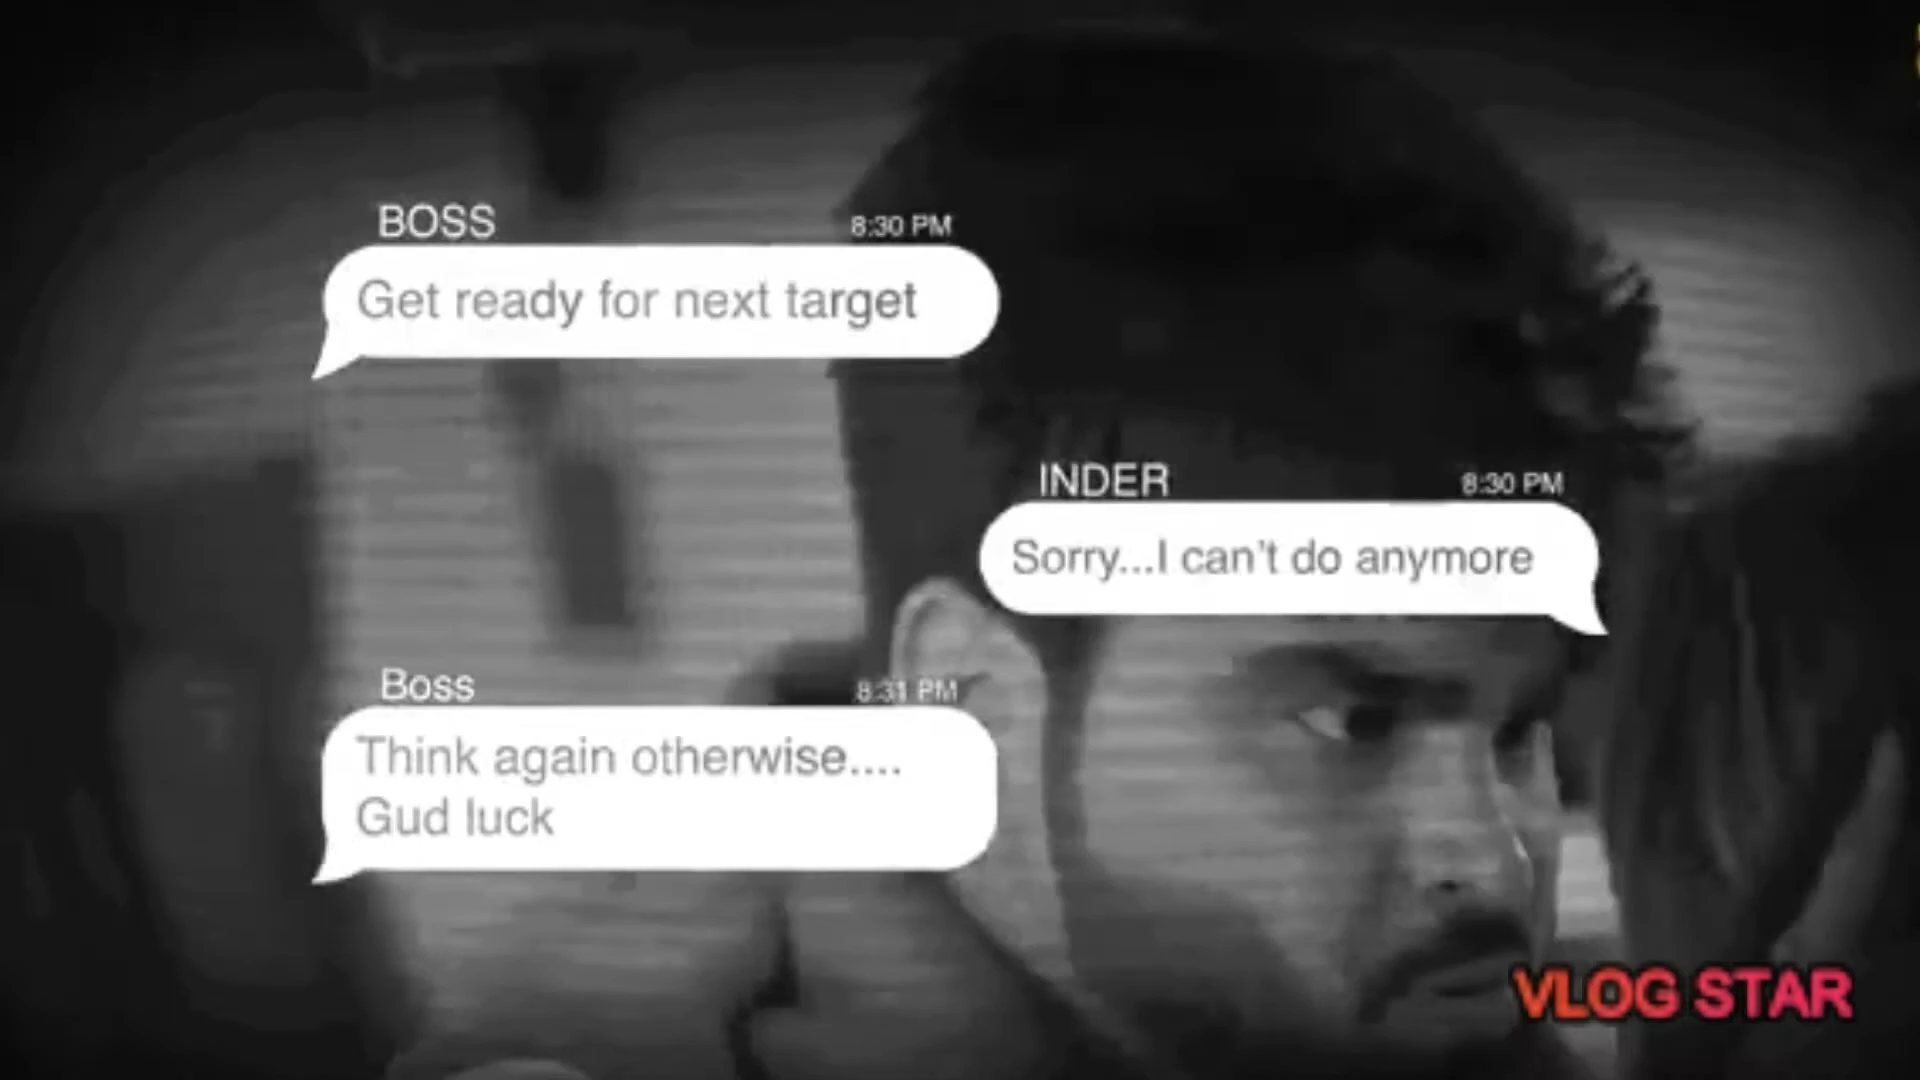 BOSS 8:30 PM
Get ready for next target
INDER 8:30 PM
Sorry...I can't do anymore
Boss 8:31 PM
Think again otherwise....
Gud luck
VLOG STAR